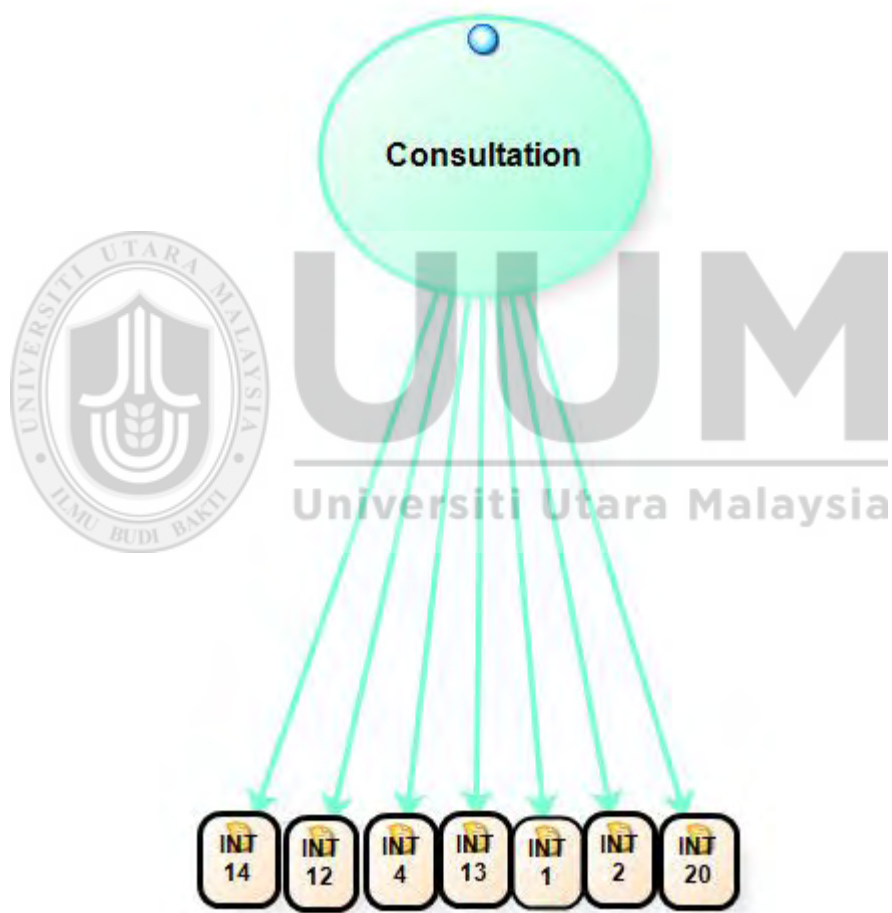 Consultation
UNIVERSITI UTARA MALAYSIA
ILMU BUDI BAKTI
UUM
Universiti Utara Malaysia
INT
14
INT
12
INT
4
INT
13
INT
1
INT
2
INT
20